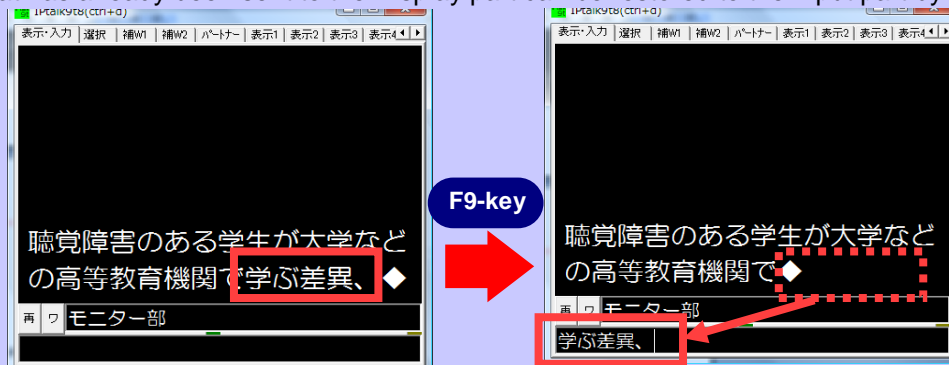 IPtalk9t8(ctrl+d)
表示・入力 選択 補W1 補W2 パートナー 表示1 表示2 表示3 表示4
聴覚障害のある学生が大学など
の高等教育機関で学ぶ差異、◆
再 ワ モニター部
F9-key
IPtalk9t8(ctrl+d)
表示・入力 選択 補W1 補W2 パートナー 表示1 表示2 表示3 表示4
聴覚障害のある学生が大学など
の高等教育機関で◆
再 ワ モニター部
学ぶ差異、